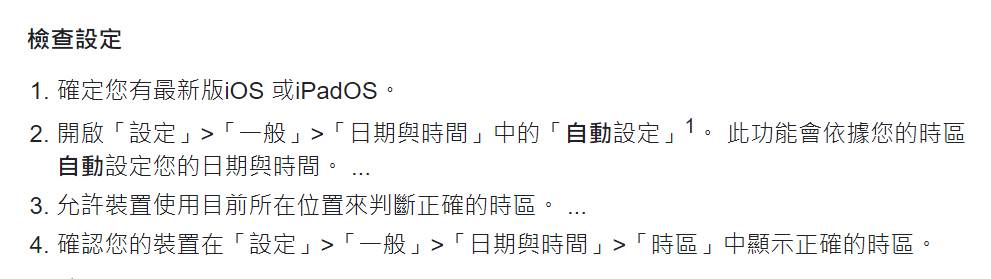 檢查設定
1. 確定您有最新版iOS 或iPadOS。
2. 開啟「設定」>「一般」>「日期與時間」中的「自動設定」1。 此功能會依據您的時區
自動設定您的日期與時間。 ...
3. 允許裝置使用目前所在位置來判斷正確的時區。 ...
4. 確認您的裝置在「設定」>「一般」>「日期與時間」>「時區」中顯示正確的時區。